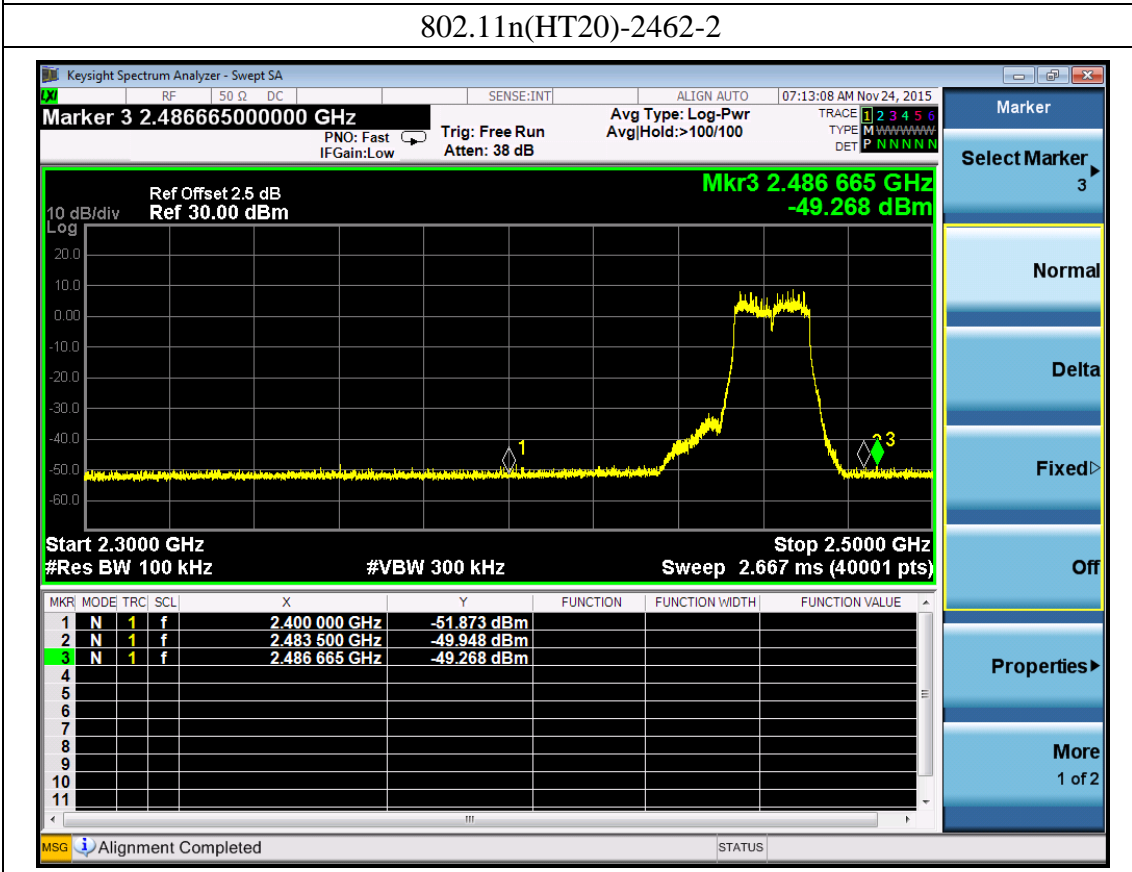 802.11n(HT20)-2462-2
Keysight Spectrum Analyzer - Swept SA
LXI RF 50 Ω DC SENSE:INT ALIGN AUTO 07:13:08 AM Nov 24, 2015
Marker 3 2.486665000000 GHz
PNO: Fast
IFGain:Low
Trig: Free Run
Atten: 38 dB
Avg Type: Log-Pwr
Avg|Hold:>100/100
TRACE 1 2 3 4 5 6
TYPE M WWWWW
DET P N N N N N
Ref Offset 2.5 dB
Ref 30.00 dBm
10 dB/div
Log
Mkr3 2.486 665 GHz
-49.268 dBm
20.0
10.0
0.00
-10.0
-20.0
-30.0
-40.0
-50.0
-60.0
1
3
Start 2.3000 GHz
Stop 2.5000 GHz
#Res BW 100 kHz
#VBW 300 kHz
Sweep 2.667 ms (40001 pts)
MKR MODE TRC SCL X Y FUNCTION FUNCTION WIDTH FUNCTION VALUE
1 N 1 f 2.400 000 GHz -51.873 dBm
2 N 1 f 2.483 500 GHz -49.948 dBm
3 N 1 f 2.486 665 GHz -49.268 dBm
4
5
6
7
8
9
10
11
MSG Alignment Completed STATUS
Marker
Select Marker
3
Normal
Delta
Fixed
Off
Properties
More
1 of 2